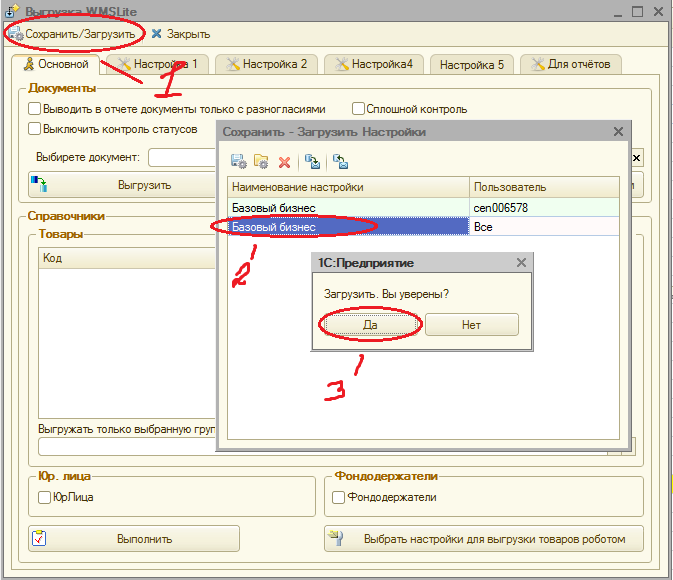 Выгрузка WMSLite
Сохранить/Загрузить Закрыть
Основной Настройка 1 Настройка 2 Настройка4 Настройка 5 Для отчётов
1
Документы
Выводить в отчете документы только с разногласиями Сплошной контроль
Выключить контроль статусов
Выбирете документ:
Выгрузить
Сохранить - Загрузить Настройки
Наименование настройки Пользователь
Базовый бизнес cen006578
Базовый бизнес Все
2
1С:Предприятие
Загрузить. Вы уверены?
Да Нет
3
Справочники
Товары
Код
Выгружать только выбранную груп
Юр. лица Фондодержатели
ЮрЛица Фондодержатели
Выполнить Выбрать настройки для выгрузки товаров роботом